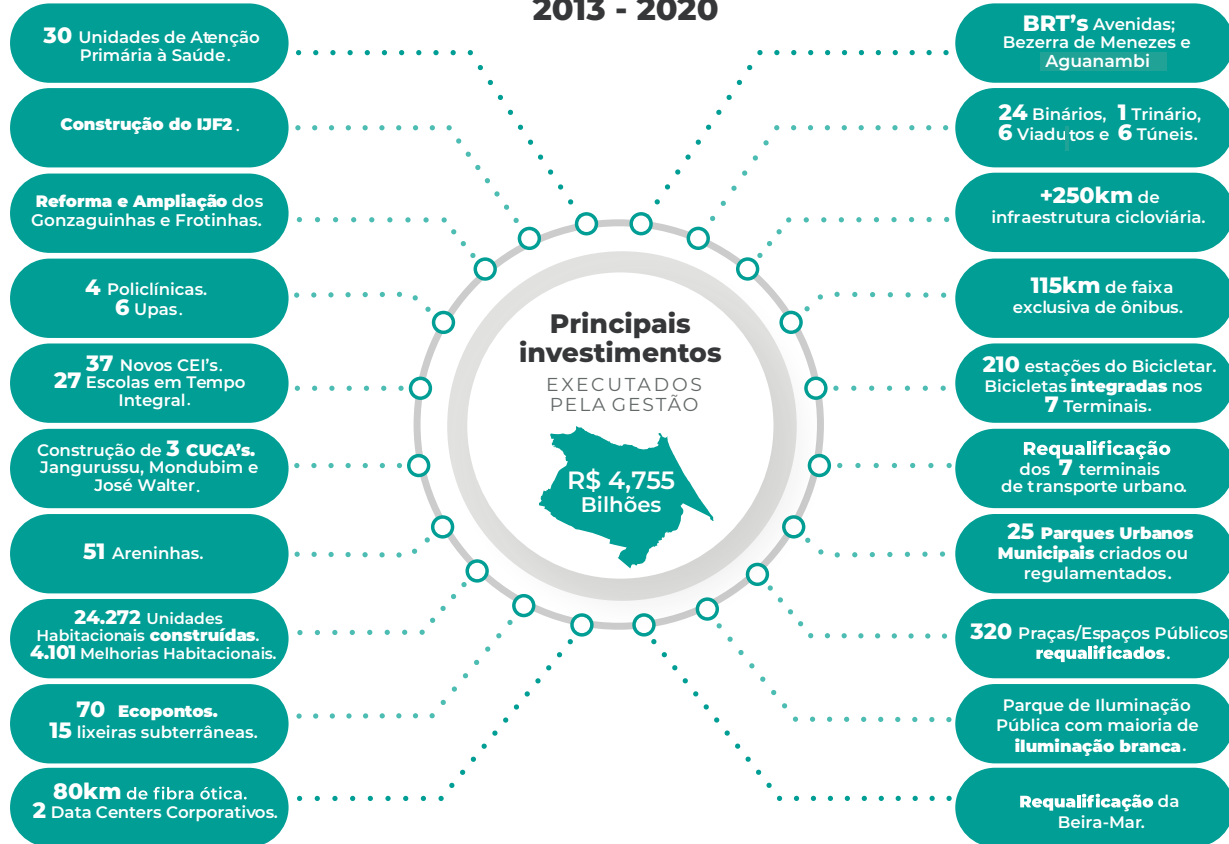 2013 - 2020
30 Unidades de Atenção
Primária à Saúde.
Construção do IJF2.
Reforma e Ampliação dos
Gonzaguinhas e Frotinhas.
4 Policlínicas.
6 Upas.
37 Novos CEI's.
27 Escolas em Tempo
Integral.
Construção de 3 CUCA's.
Jangurussu, Mondubim e
José Walter.
51 Areninhas.
24.272 Unidades
Habitacionais construídas.
4.101 Melhorias Habitacionais.
70 Ecopontos.
15 lixeiras subterrâneas.
80km de fibra ótica.
2 Data Centers Corporativos.
Principais
investimentos
EXECUTADOS
PELA GESTÃO
R$ 4,755
Bilhões
BRT's Avenidas;
Bezerra de Menezes e
Aguanambi
24 Binários, 1 Trinário,
6 Viadutos e 6 Túneis.
+250km de
infraestrutura cicloviária.
115km de faixa
exclusiva de ônibus.
210 estações do Bicicletar.
Bicicletas integradas nos
7 Terminais.
Requalificação
dos 7 terminais
de transporte urbano.
25 Parques Urbanos
Municipais criados ou
regulamentados.
320 Praças/Espaços Públicos
requalificados.
Parque de Iluminação
Pública com maioria de
iluminação branca.
Requalificação da
Beira-Mar.